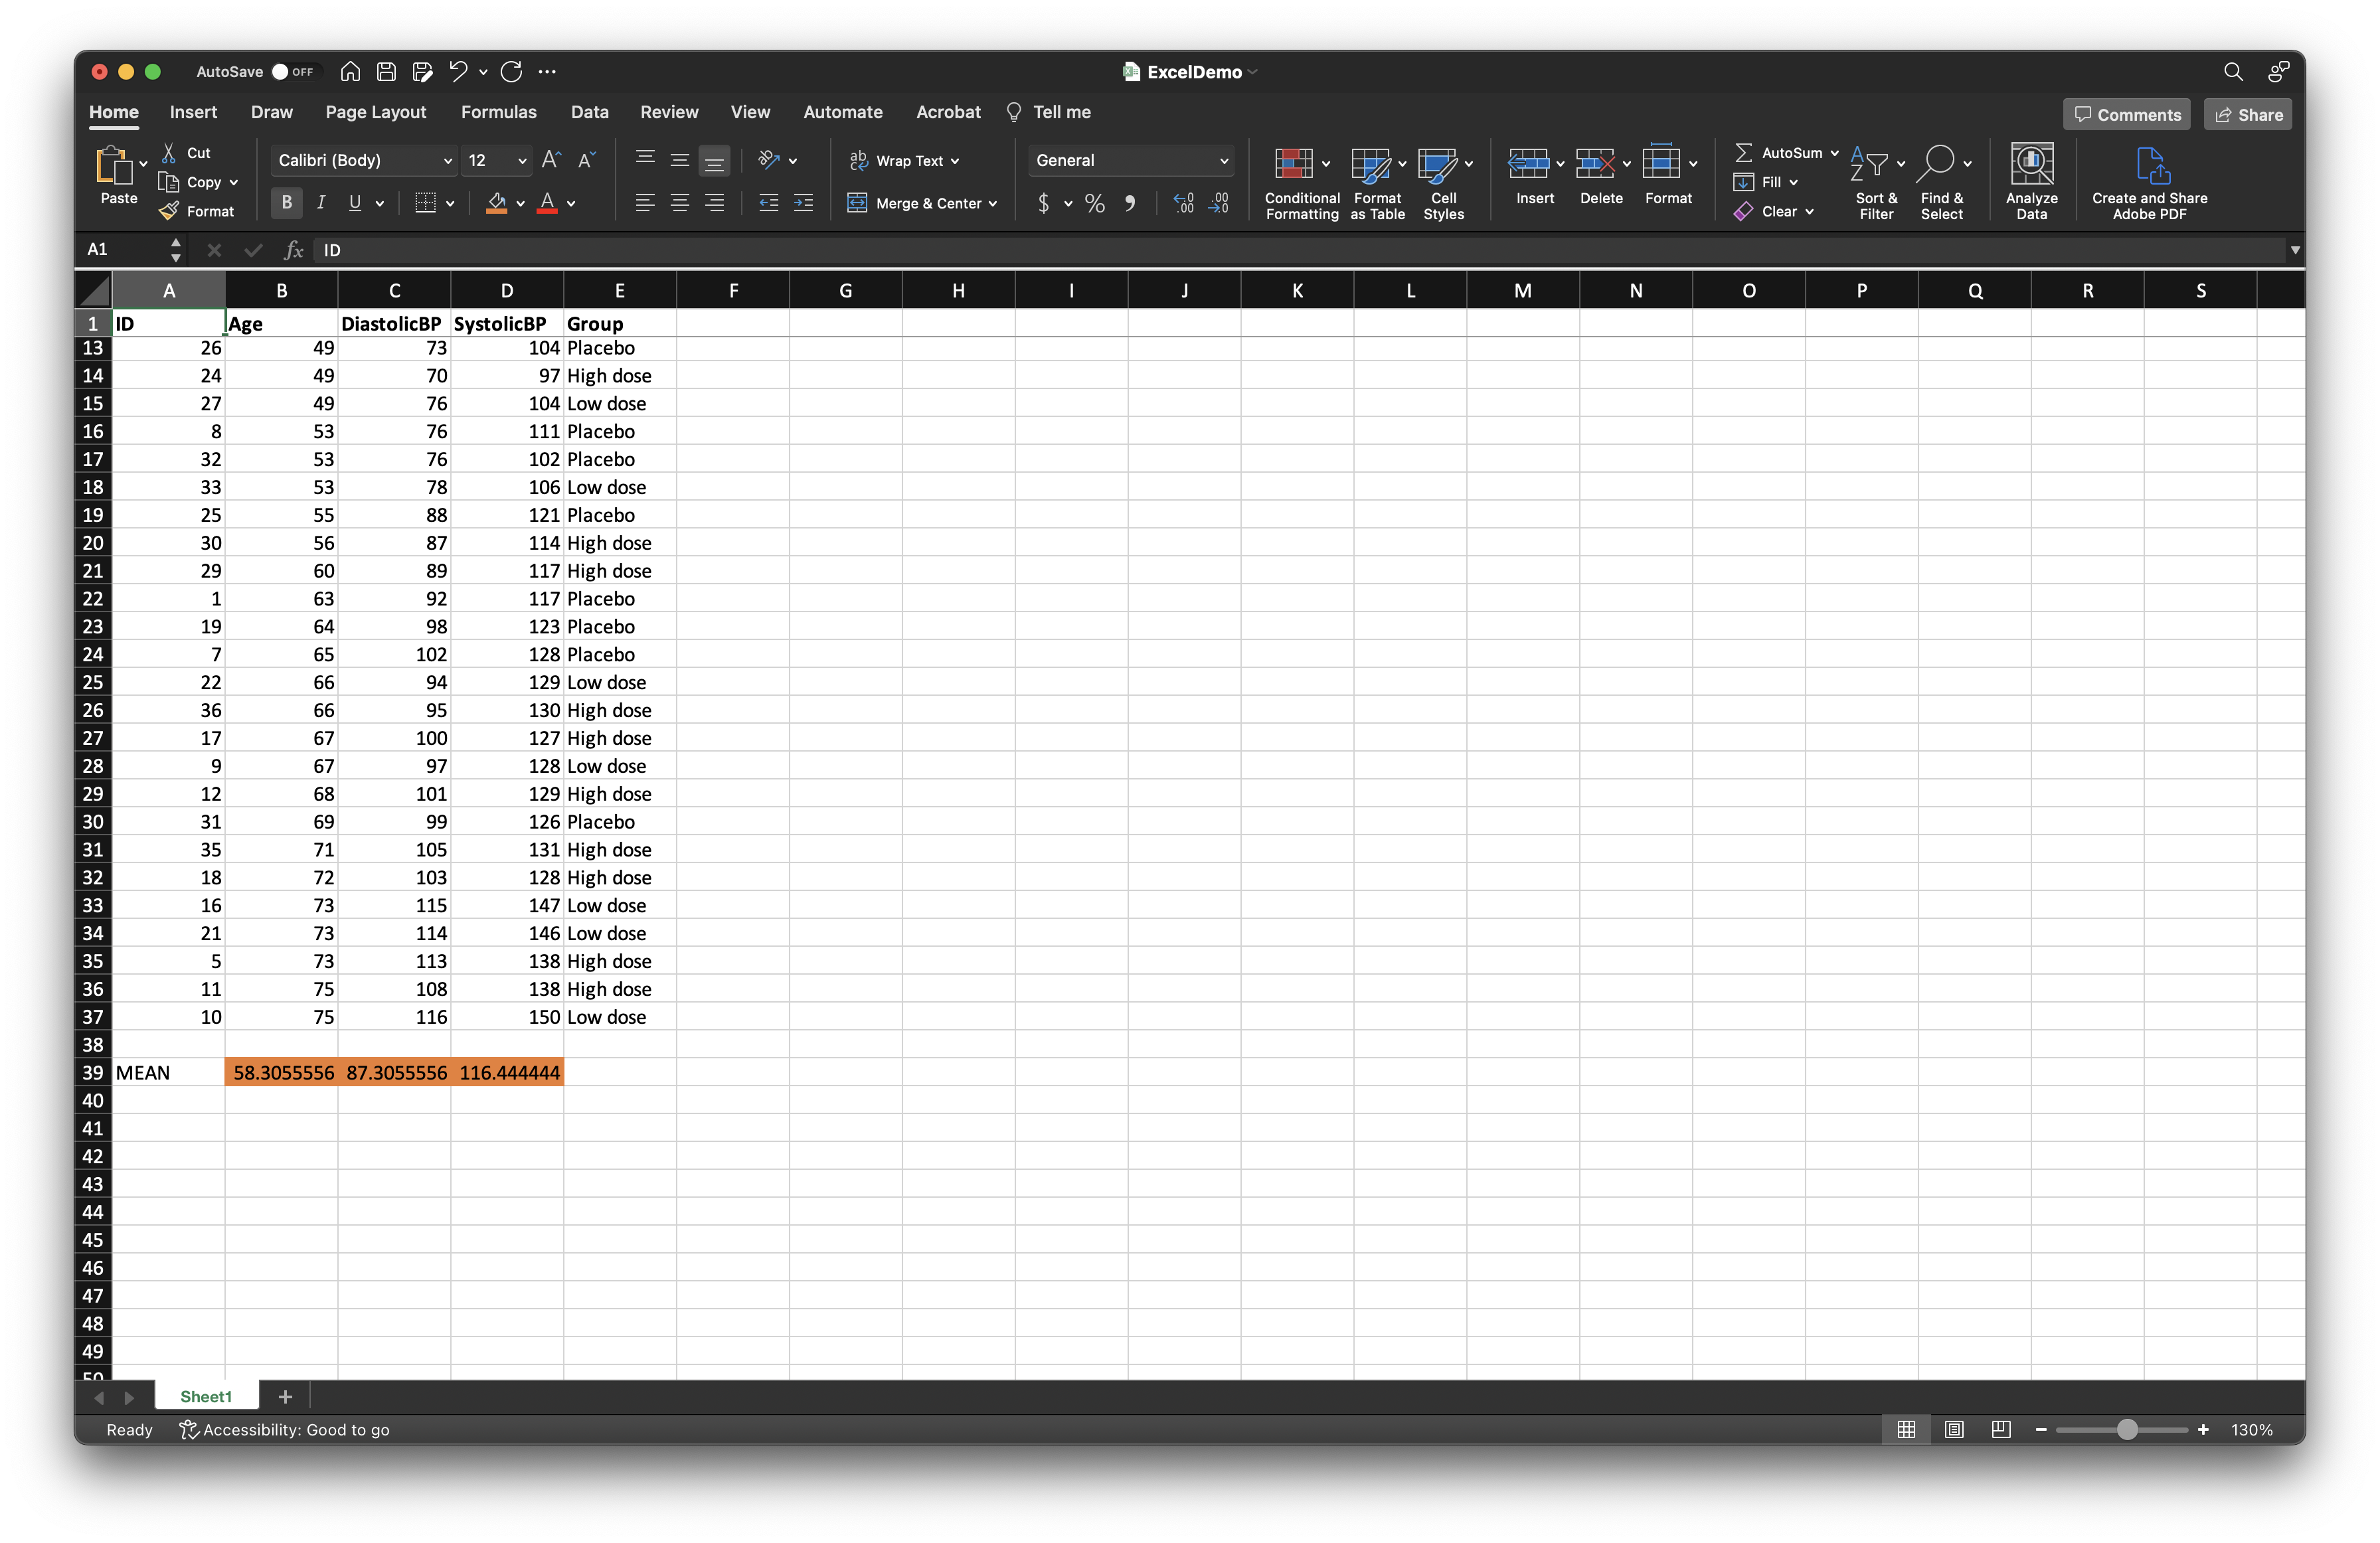 AutoSave OFF ExcelDemo
Home Insert Draw Page Layout Formulas Data Review View Automate Acrobat Tell me Comments Share
Paste Cut Copy Format
Calibri (Body) 12 A A
B I U A
ab Wrap Text
Merge & Center
General
$ % 9 .00 .00
Conditional Formatting Format as Table Cell Styles
Insert Delete Format
AutoSum Fill Clear
Sort & Filter Find & Select
Analyze Data
Create and Share Adobe PDF
A1 fx ID
A B C D E F G H I J K L M N O P Q R S
1 ID Age DiastolicBP SystolicBP Group
13 26 49 73 104 Placebo
14 24 49 70 97 High dose
15 27 49 76 104 Low dose
16 8 53 76 111 Placebo
17 32 53 76 102 Placebo
18 33 53 78 106 Low dose
19 25 55 88 121 Placebo
20 30 56 87 114 High dose
21 29 60 89 117 High dose
22 1 63 92 117 Placebo
23 19 64 98 123 Placebo
24 7 65 102 128 Placebo
25 22 66 94 129 Low dose
26 36 66 95 130 High dose
27 17 67 100 127 High dose
28 9 67 97 128 Low dose
29 12 68 101 129 High dose
30 31 69 99 126 Placebo
31 35 71 105 131 High dose
32 18 72 103 128 High dose
33 16 73 115 147 Low dose
34 21 73 114 146 Low dose
35 5 73 113 138 High dose
36 11 75 108 138 High dose
37 10 75 116 150 Low dose
38
39 MEAN 58.3055556 87.3055556 116.444444
40
41
42
43
44
45
46
47
48
49
50
Sheet1 +
Ready Accessibility: Good to go 130%